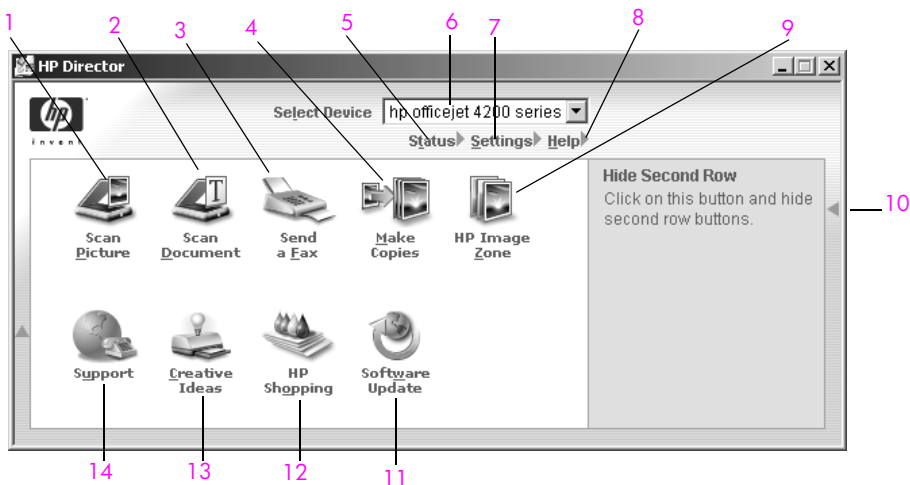 1 2 3 4 5 6 7 8 9
HP Director
hp
invent
Select Device hp officejet 4200 series
Status Settings Help
Hide Second Row
Click on this button and hide
second row buttons.
10
Scan
Picture
Scan
Document
T
Send
a Fax
Make
Copies
HP Image
Zone
Support
Creative
Ideas
HP
Shopping
Software
Update
14 13 12 11